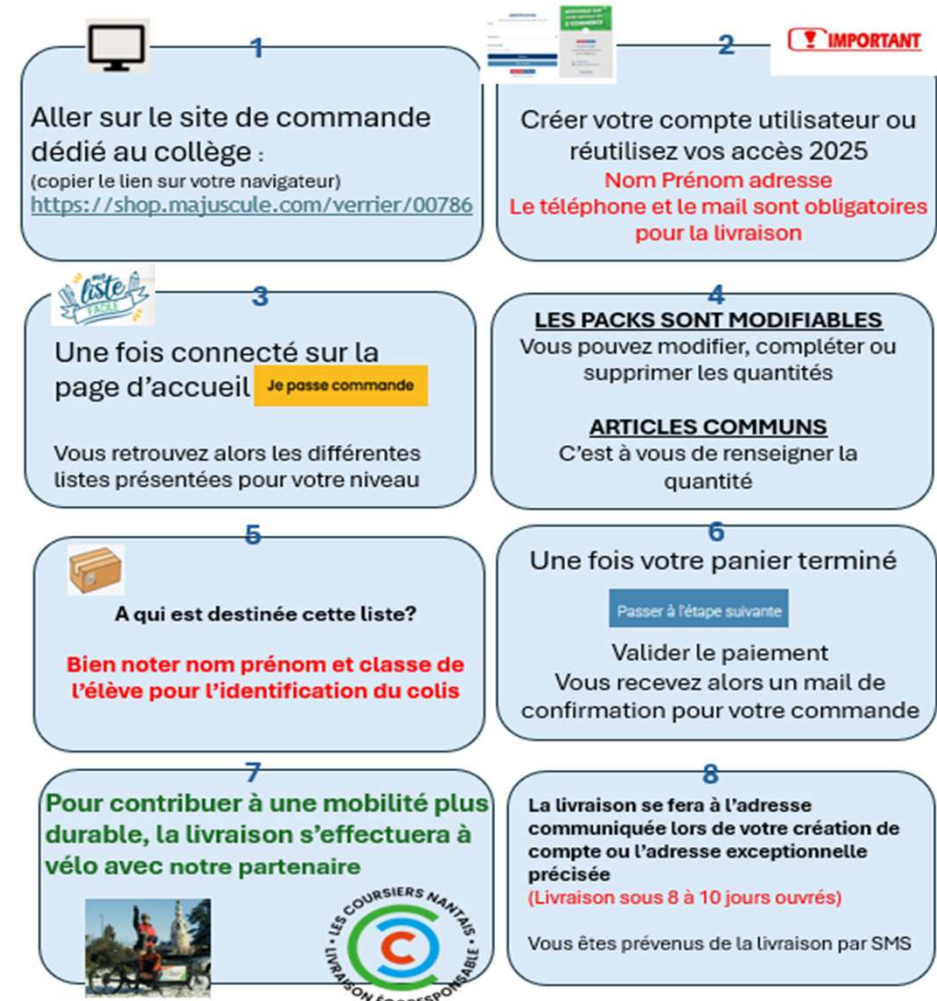 1
Aller sur le site de commande
dédié au collège :
(copier le lien sur votre navigateur)
https://shop.majuscule.com/verrier/00786
2
IMPORTANT
Créer votre compte utilisateur ou
réutilisez vos accès 2025
Nom Prénom adresse
Le téléphone et le mail sont obligatoires
pour la livraison
3
liste
Une fois connecté sur la
page d'accueil Je passe commande
Vous retrouvez alors les différentes
listes présentées pour votre niveau
4
LES PACKS SONT MODIFIABLES
Vous pouvez modifier, compléter ou
supprimer les quantités
ARTICLES COMMUNS
C'est à vous de renseigner la
quantité
5
A qui est destinée cette liste?
Bien noter nom prénom et classe de
l'élève pour l'identification du colis
6
Une fois votre panier terminé
Passer à l'étape suivante
Valider le paiement
Vous recevez alors un mail de
confirmation pour votre commande
7
Pour contribuer à une mobilité plus
durable, la livraison s'effectuera à
vélo avec notre partenaire
LES COURSIERS NANTAIS
LIVRAISON ÉCORESPONSABLE
8
La livraison se fera à l'adresse
communiquée lors de votre création de
compte ou l'adresse exceptionnelle
précisée
(Livraison sous 8 à 10 jours ouvrés)
Vous êtes prévenus de la livraison par SMS